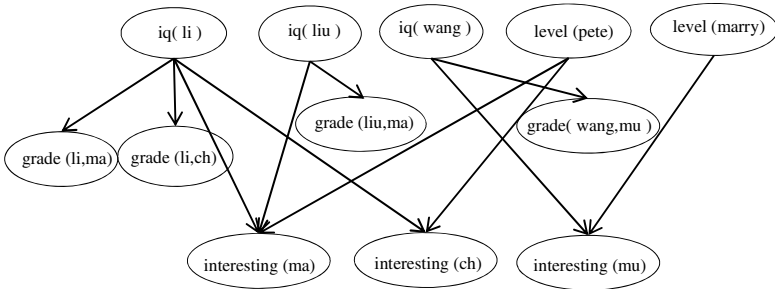 iq( li )
iq( liu )
iq( wang )
level (pete)
level (marry)
grade (li,ma)
grade (li,ch)
grade (liu,ma)
grade( wang,mu )
interesting (ma)
interesting (ch)
interesting (mu)